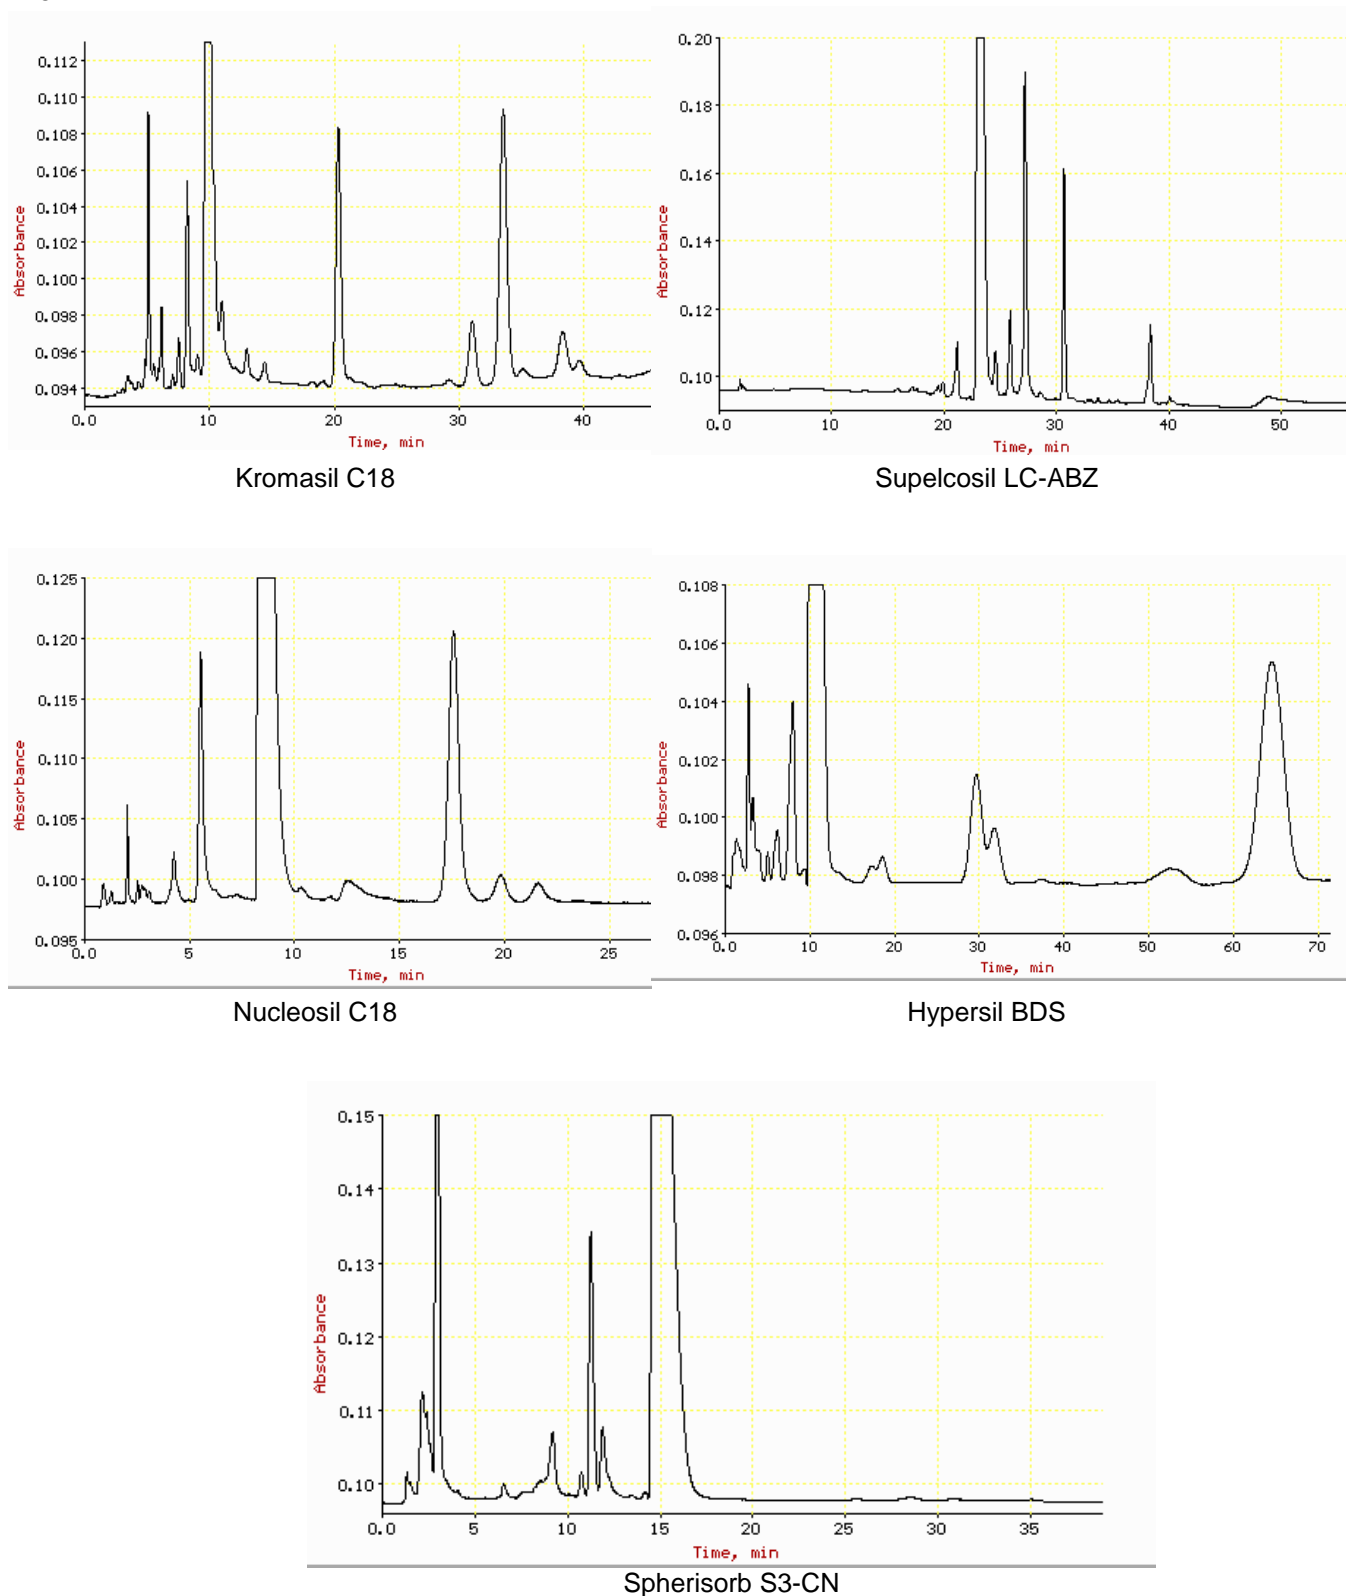 0.112
0.110
0.108
0.106
0.104
0.102
0.100
0.098
0.096
0.094
Absorbance
0.0 10 20 30 40
Time, min
Kromasil C18
0.20
0.18
0.16
0.14
0.12
0.10
Absorbance
0.0 10 20 30 40 50
Time, min
Supelcosil LC-ABZ
0.125
0.120
0.115
0.110
0.105
0.100
0.095
Absorbance
0.0 5 10 15 20 25
Time, min
Nucleosil C18
0.108
0.106
0.104
0.102
0.100
0.098
0.096
Absorbance
0.0 10 20 30 40 50 60 70
Time, min
Hypersil BDS
0.15
0.14
0.13
0.12
0.11
0.10
Absorbance
0.0 5 10 15 20 25 30 35
Time, min
Spherisorb S3-CN